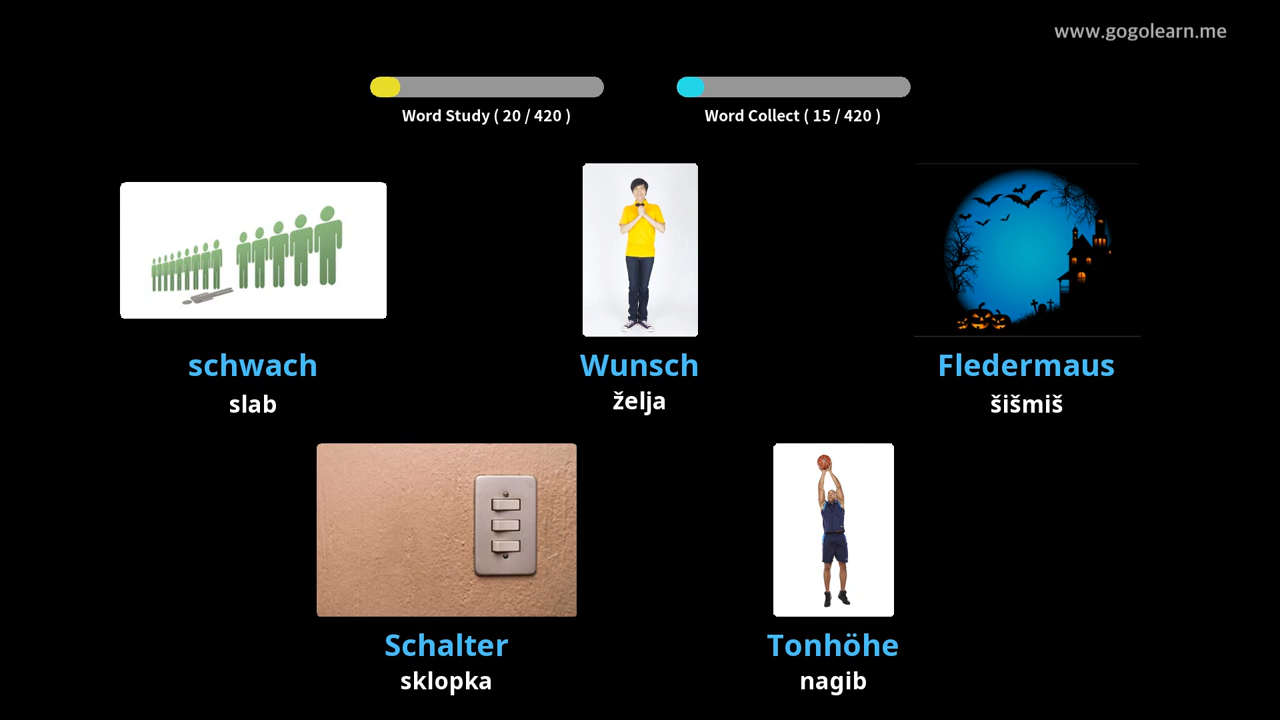 www.gogolearn.me
Word Study ( 20 / 420 )
Word Collect ( 15 / 420 )
schwach
slab
Wunsch
želja
Fledermaus
šišmiš
Schalter
sklopka
Tonhöhe
nagib